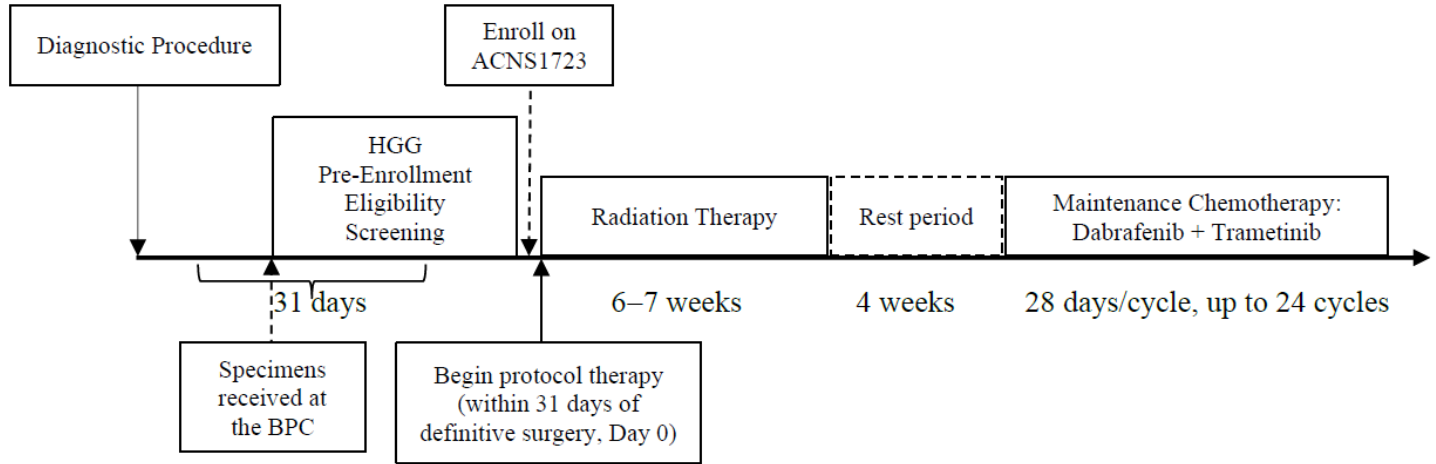 Diagnostic Procedure
Enroll on
ACNS1723
HGG
Pre-Enrollment
Eligibility
Screening
Radiation Therapy
Rest period
Maintenance Chemotherapy:
Dabrafenib + Trametinib
31 days
6–7 weeks
4 weeks
28 days/cycle, up to 24 cycles
Specimens
received at
the BPC
Begin protocol therapy
(within 31 days of
definitive surgery, Day 0)